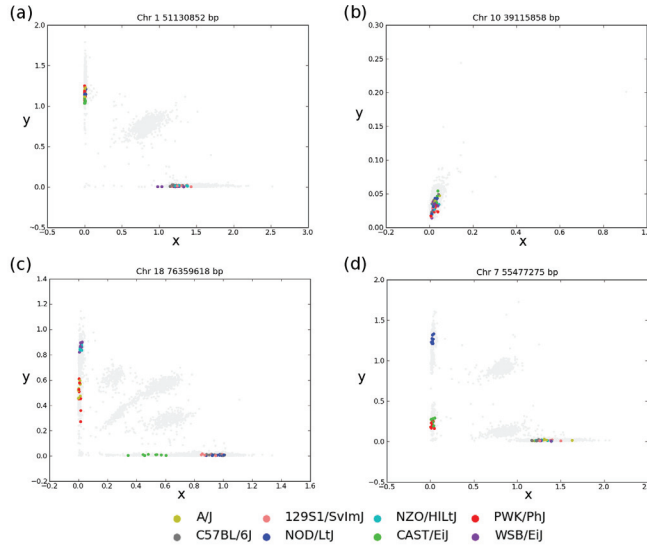 (a)
Chr 1 51130852 bp
2.0
1.5
y
1.0
0.5
0.0
−0.5
−0.5 0.0 0.5 1.0 1.5 2.0 2.5 3.0
x
(b)
Chr 10 39115858 bp
0.30
0.25
y
0.20
0.15
0.10
0.05
0.00
−0.2 0.0 0.2 0.4 0.6 0.8 1.0
x
(c)
Chr 18 76359618 bp
1.4
1.2
1.0
y
0.8
0.6
0.4
0.2
0.0
−0.2
−0.2 0.0 0.2 0.4 0.6 0.8 1.0 1.2 1.4 1.6
x
(d)
Chr 7 55477275 bp
2.0
1.5
y
1.0
0.5
0.0
−0.5
−0.5 0.0 0.5 1.0 1.5 2.0 2.5
x
A/J 129S1/SvImJ NZO/HlLtJ PWK/PhJ
C57BL/6J NOD/LtJ CAST/EiJ WSB/EiJ